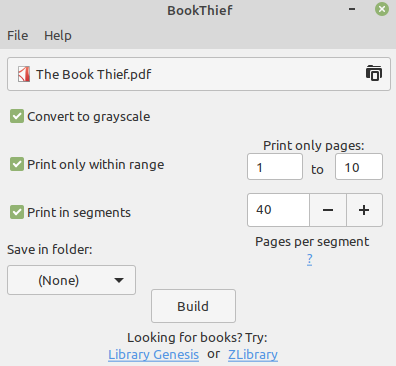 BookThief
File Help
The Book Thief.pdf
Convert to grayscale
Print only pages:
Print only within range
1 to 10
Print in segments
40 − +
Pages per segment
?
Save in folder:
(None)
Build
Looking for books? Try:
Library Genesis or ZLibrary